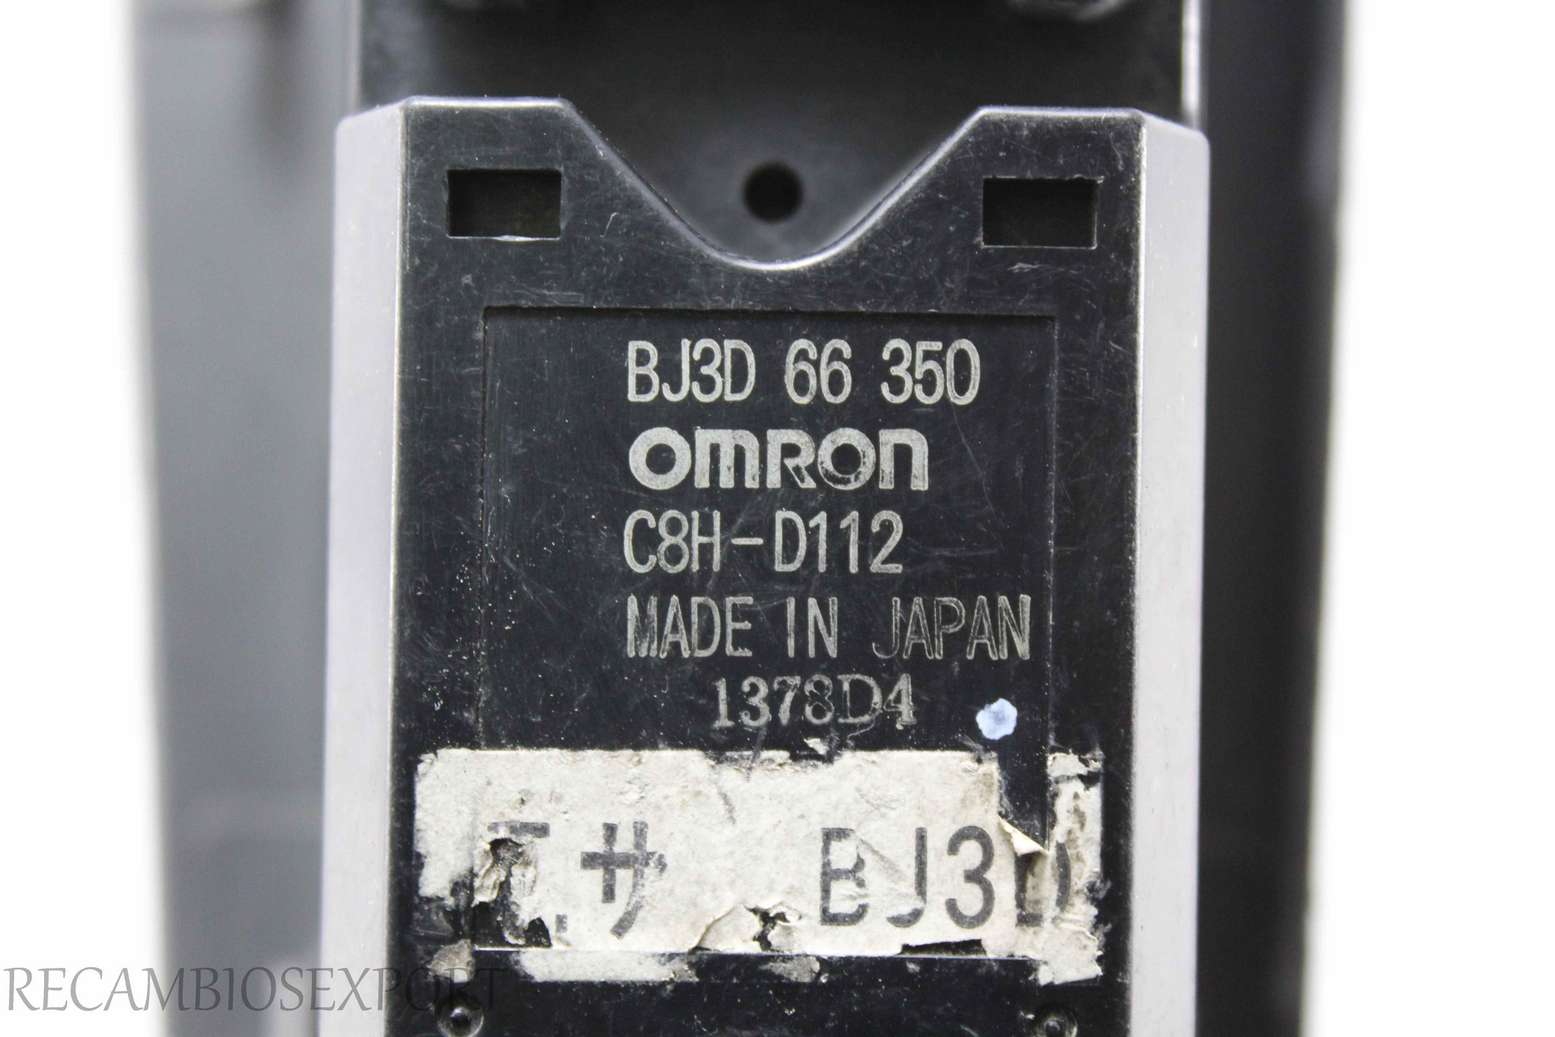 BJ3D 66 350
omron
C8H-D112
MADE IN JAPAN
1378D4
サ BJ3D
RECAMBIOSEXPORT